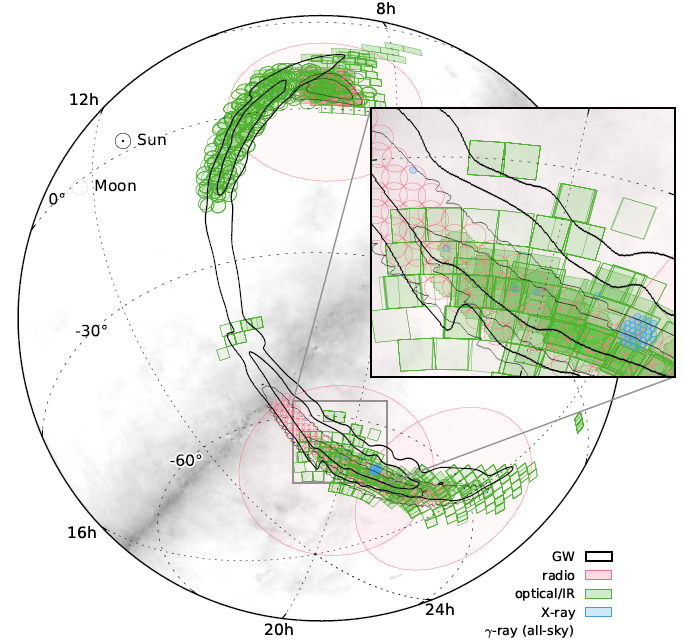 8h
12h
Sun
Moon
0°
-30°
-60°
16h
20h
24h
GW
radio
optical/IR
X-ray
γ-ray (all-sky)